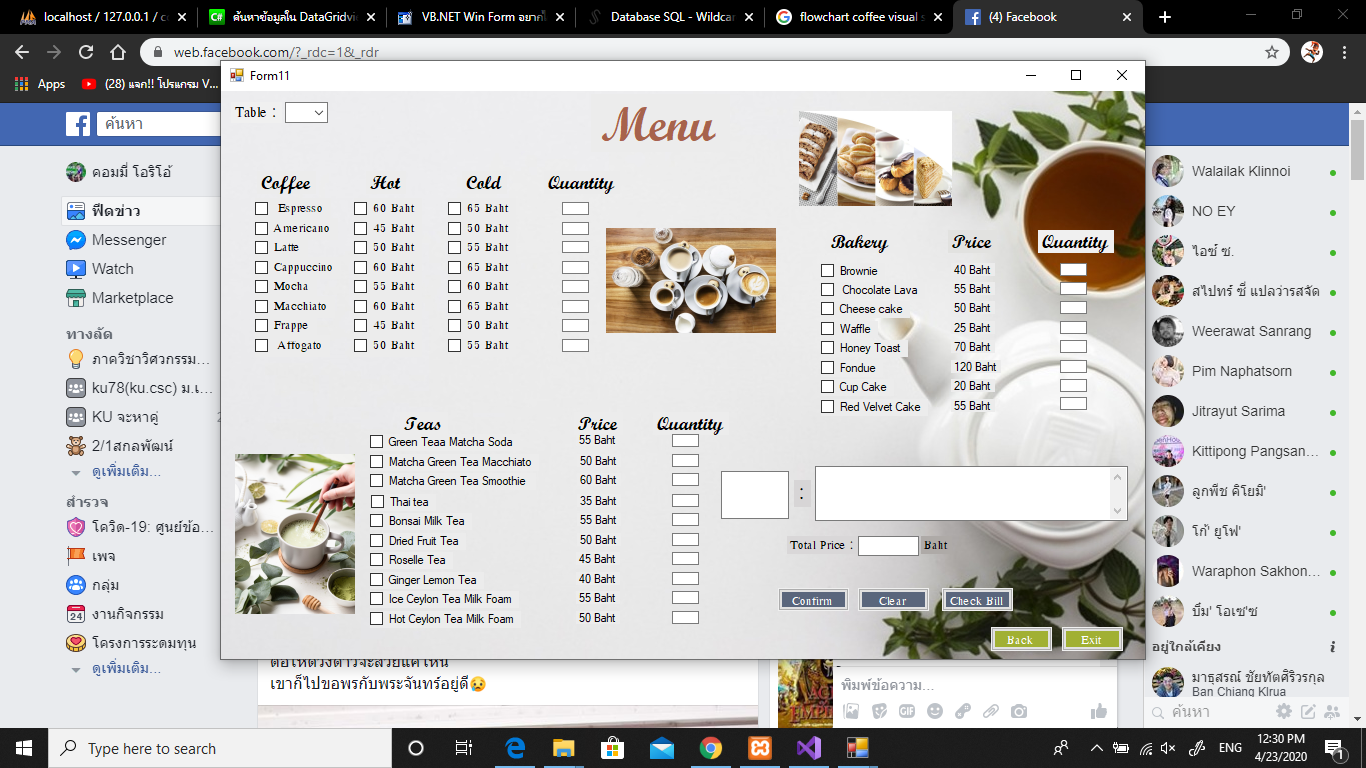 localhost / 127.0.0.1 / c
ค้นหาข้อมูลใน DataGridvi
VB.NET Win Form อยากใ
Database SQL - Wildcar
flowchart coffee visual s
(4) Facebook
web.facebook.com/?_rdc=1&_rdr
Apps
(28) แจก!! โปรแกรม V...
Form11
ค้นหา
คอมมี่ โอริโอ้
ฟีดข่าว
Messenger
Watch
Marketplace
ทางลัด
ภาควิชาวิศวกรรม...
ku78(ku.csc) ม.เ...
KU จะหาคู่
2/1สกลพัฒน์
ดูเพิ่มเติม...
สำรวจ
โควิด-19: ศูนย์ข้อ...
เพจ
กลุ่ม
งานกิจกรรม
โครงการระดมทุน
ดูเพิ่มเติม...
Table :
Menu
Coffee Hot Cold Quantity
Espresso 60 Baht 65 Baht
Americano 45 Baht 50 Baht
Latte 50 Baht 55 Baht
Cappuccino 60 Baht 65 Baht
Mocha 55 Baht 60 Baht
Macchiato 60 Baht 65 Baht
Frappe 45 Baht 50 Baht
Affogato 50 Baht 55 Baht
Bakery Price Quantity
Brownie 40 Baht
Chocolate Lava 55 Baht
Cheese cake 50 Baht
Waffle 25 Baht
Honey Toast 70 Baht
Fondue 120 Baht
Cup Cake 20 Baht
Red Velvet Cake 55 Baht
Teas Price Quantity
Green Teaa Matcha Soda 55 Baht
Matcha Green Tea Macchiato 50 Baht
Matcha Green Tea Smoothie 60 Baht
Thai tea 35 Baht
Bonsai Milk Tea 55 Baht
Dried Fruit Tea 50 Baht
Roselle Tea 45 Baht
Ginger Lemon Tea 40 Baht
Ice Ceylon Tea Milk Foam 55 Baht
Hot Ceylon Tea Milk Foam 50 Baht
:
Total Price : Baht
Confirm Clear Check Bill
Back Exit
เขาก็ไปขอพรกับพระจันทร์อยู่ดี😥
พิมพ์ข้อความ...
GIF
Walailak Klinnoi
NO EY
ไอซ์ ซ.
สไปทร์ ซี่ แปลว่ารสจัด
Weerawat Sanrang
Pim Naphatsorn
Jitrayut Sarima
Kittipong Pangsan...
ลูกพีช คิโยมิ'
โก้' ยูโฟ'
Waraphon Sakhon...
บิ๊ม' โอเซ'ซ
อยู่ใกล้เคียง
มาธุสรณ์ ชัยทัตศิริวรกุล
Ban Chiang Klrua
ค้นหา
Type here to search
ENG
12:30 PM
4/23/2020
1